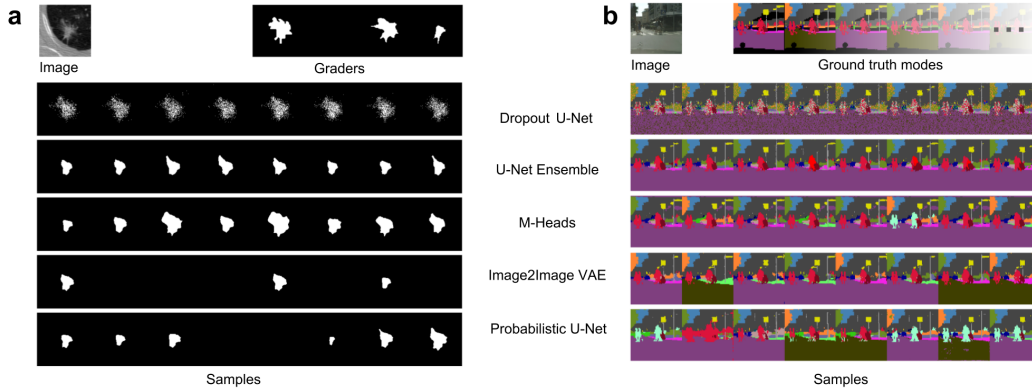 a
Image
Graders
b
Image
Ground truth modes
Dropout U-Net
U-Net Ensemble
M-Heads
Image2Image VAE
Probabilistic U-Net
Samples
Samples